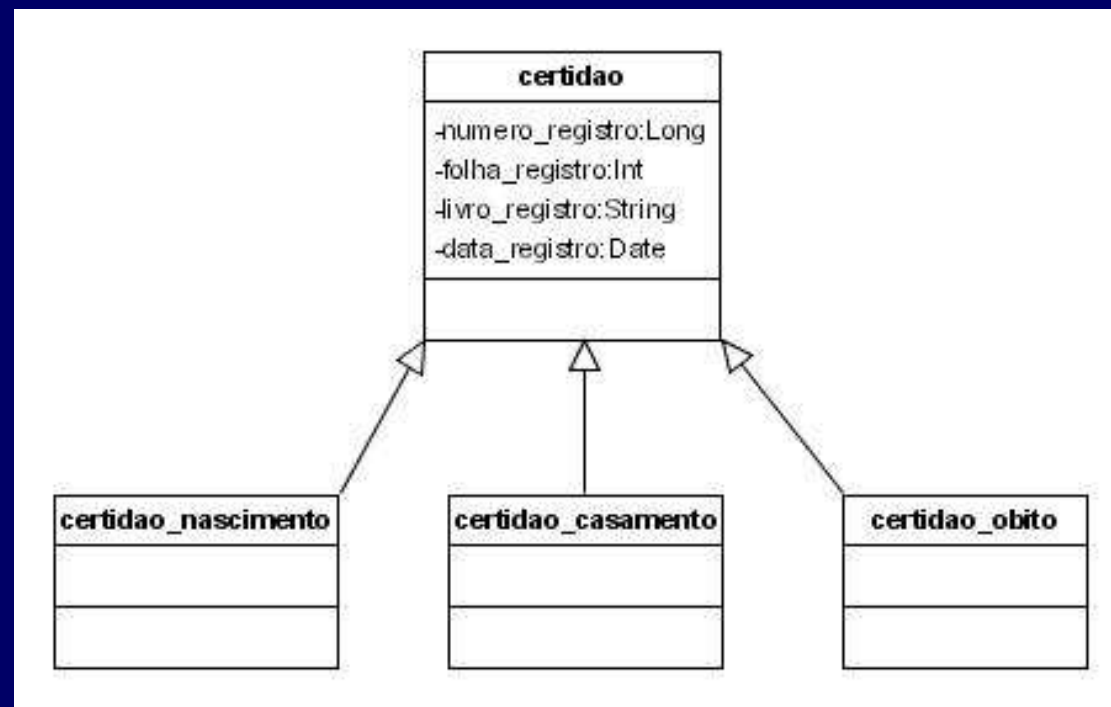 certidao
-numero_registro:Long
-folha_registro:Int
-livro_registro:String
-data_registro:Date
certidao_nascimento
certidao_casamento
certidao_obito